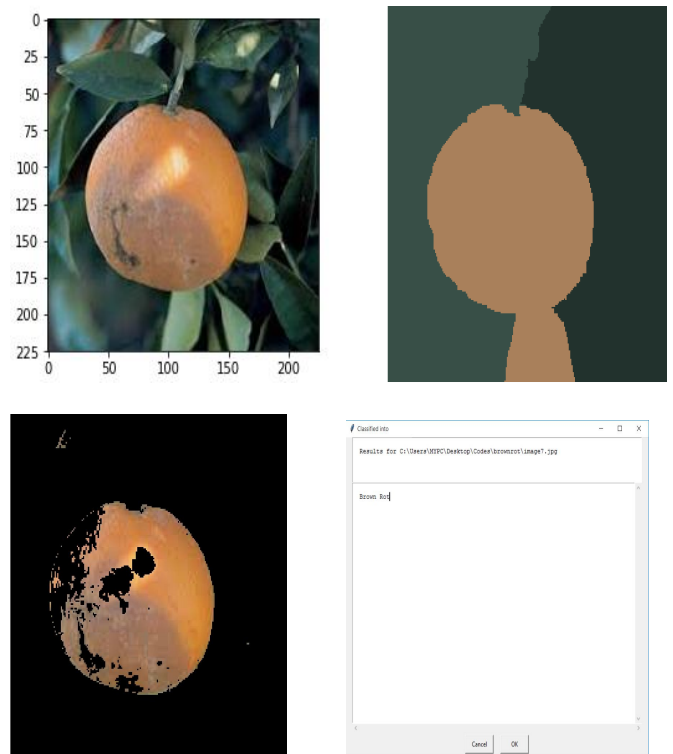 0
25
50
75
100
125
150
175
200
225
0 50 100 150 200
Classified into
Results for C:\Users\MYPC\Desktop\Codes\brownrot\image7.jpg
Brown Rot
Cancel OK